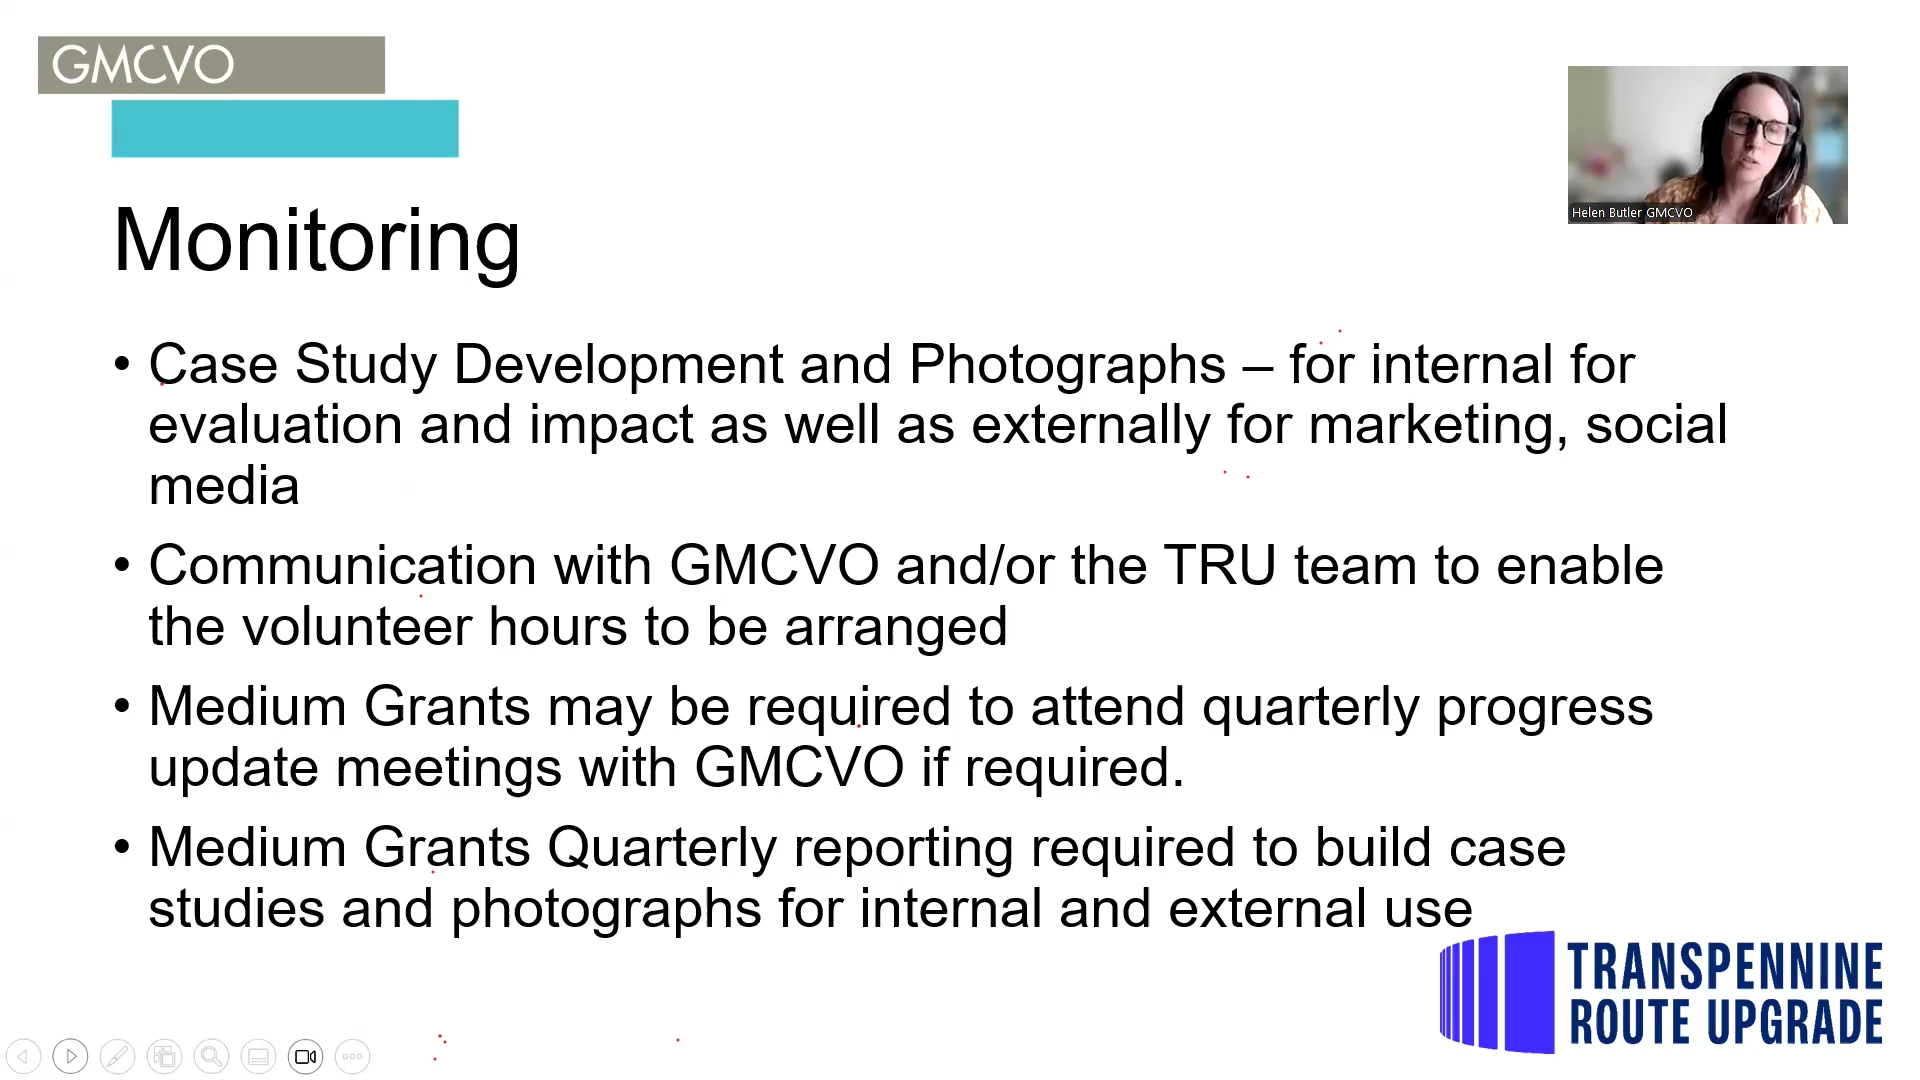 GMCVO
Helen Butler GMCVO
Monitoring
• Case Study Development and Photographs – for internal for
evaluation and impact as well as externally for marketing, social
media
• Communication with GMCVO and/or the TRU team to enable
the volunteer hours to be arranged
• Medium Grants may be required to attend quarterly progress
update meetings with GMCVO if required.
• Medium Grants Quarterly reporting required to build case
studies and photographs for internal and external use
TRANSPENNINE
ROUTE UPGRADE